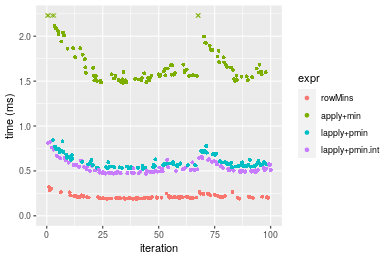 time (ms)
2.0
1.5
1.0
0.5
0.0
0
25
50
75
100
iteration
expr
rowMins
apply+min
lapply+pmin
lapply+pmin.int